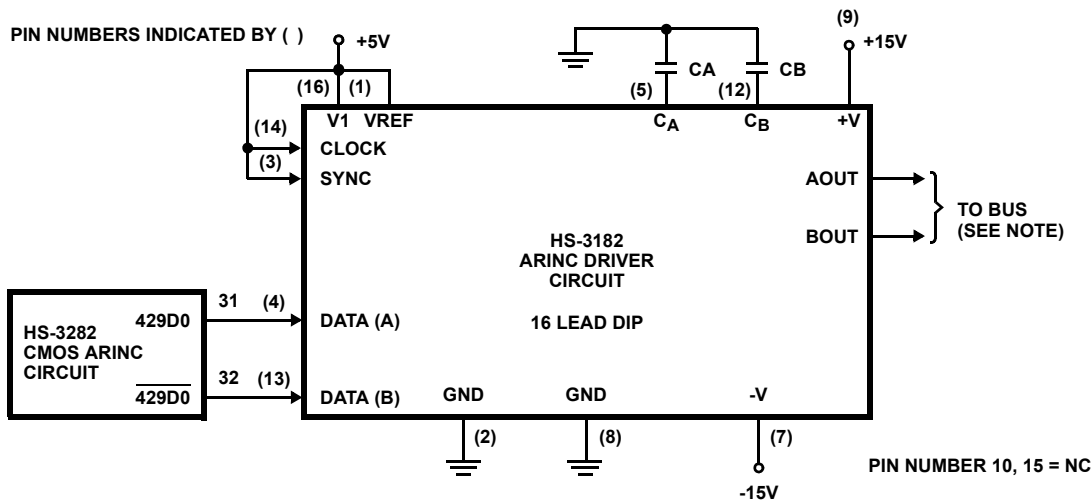 PIN NUMBERS INDICATED BY ( )
+5V
(9)
+15V
CA
CB
(16)
(1)
(5)
(12)
V1
VREF
CA
CB
+V
(14)
CLOCK
(3)
SYNC
AOUT
BOUT
TO BUS
(SEE NOTE)
HS-3182
ARINC DRIVER
CIRCUIT
16 LEAD DIP
HS-3282
CMOS ARINC
CIRCUIT
429D0
31
(4)
DATA (A)
429D0
32
(13)
DATA (B)
GND
GND
-V
(2)
(8)
(7)
-15V
PIN NUMBER 10, 15 = NC